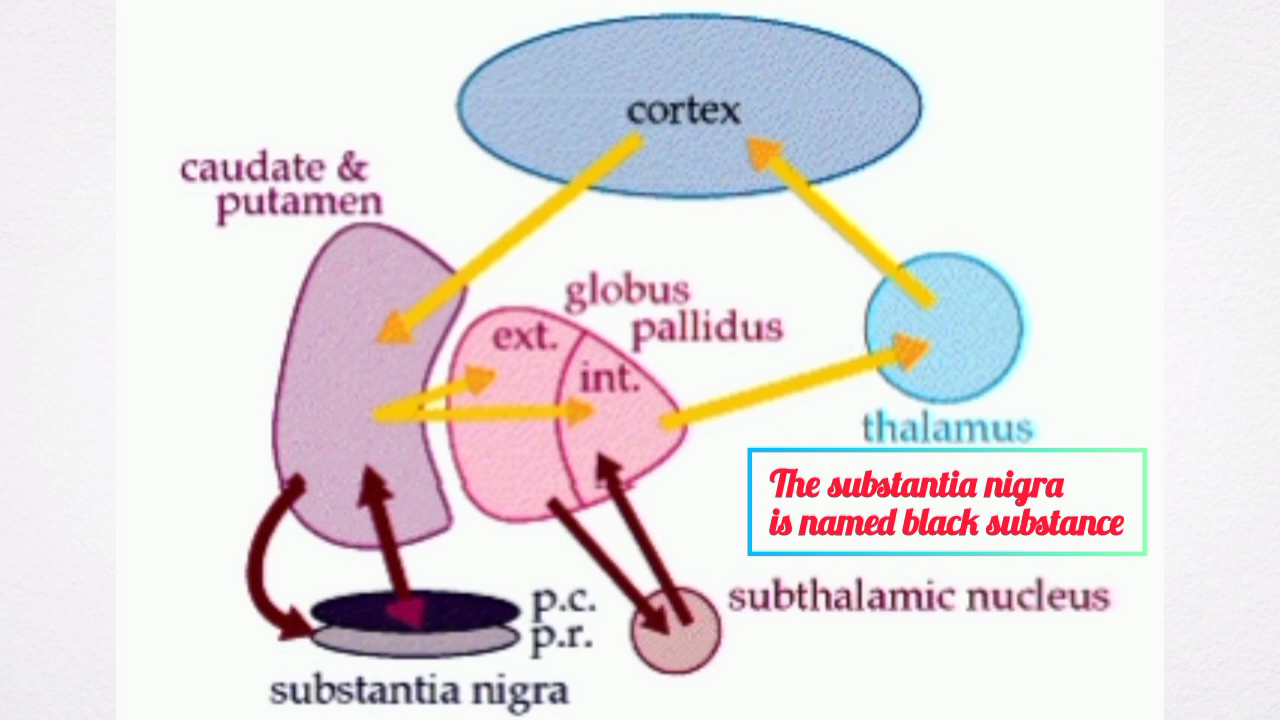 cortex
caudate &
putamen
globus
pallidus
ext.
int.
thalamus
The substantia nigra
is named black substance
p.c.
p.r.
subthalamic nucleus
substantia nigra